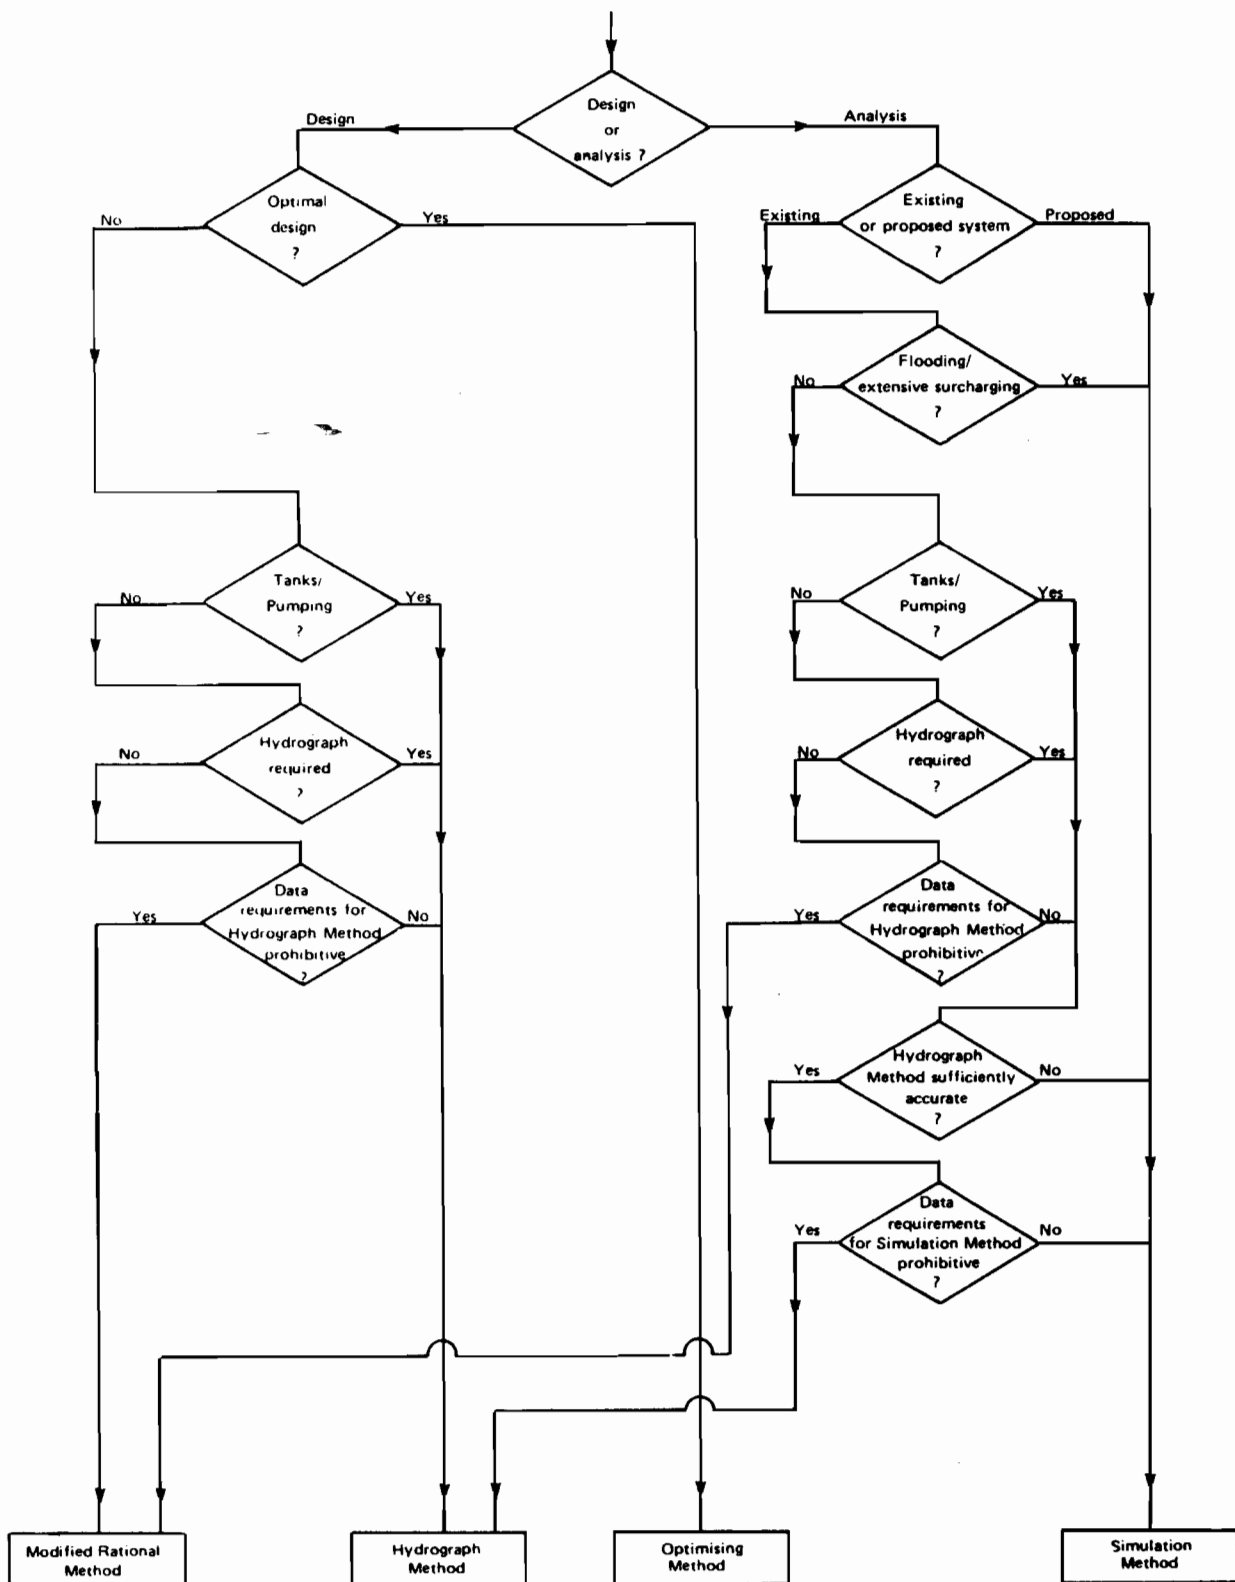 Design
or
analysis ?
Design
Analysis
Optimal
design
?
No
Yes
Existing
or proposed system
?
Existing
Proposed
Flooding/
extensive surcharging
?
No
Yes
Tanks/
Pumping
?
No
Yes
Tanks/
Pumping
?
No
Yes
Hydrograph
required
?
No
Yes
Hydrograph
required
?
No
Yes
Data
requirements for
Hydrograph Method
prohibitive
?
Yes
No
Data
requirements for
Hydrograph Method
prohibitive
?
Yes
No
Hydrograph
Method sufficiently
accurate
?
Yes
No
Data
requirements
for Simulation Method
prohibitive
?
Yes
No
Modified Rational
Method
Hydrograph
Method
Optimising
Method
Simulation
Method